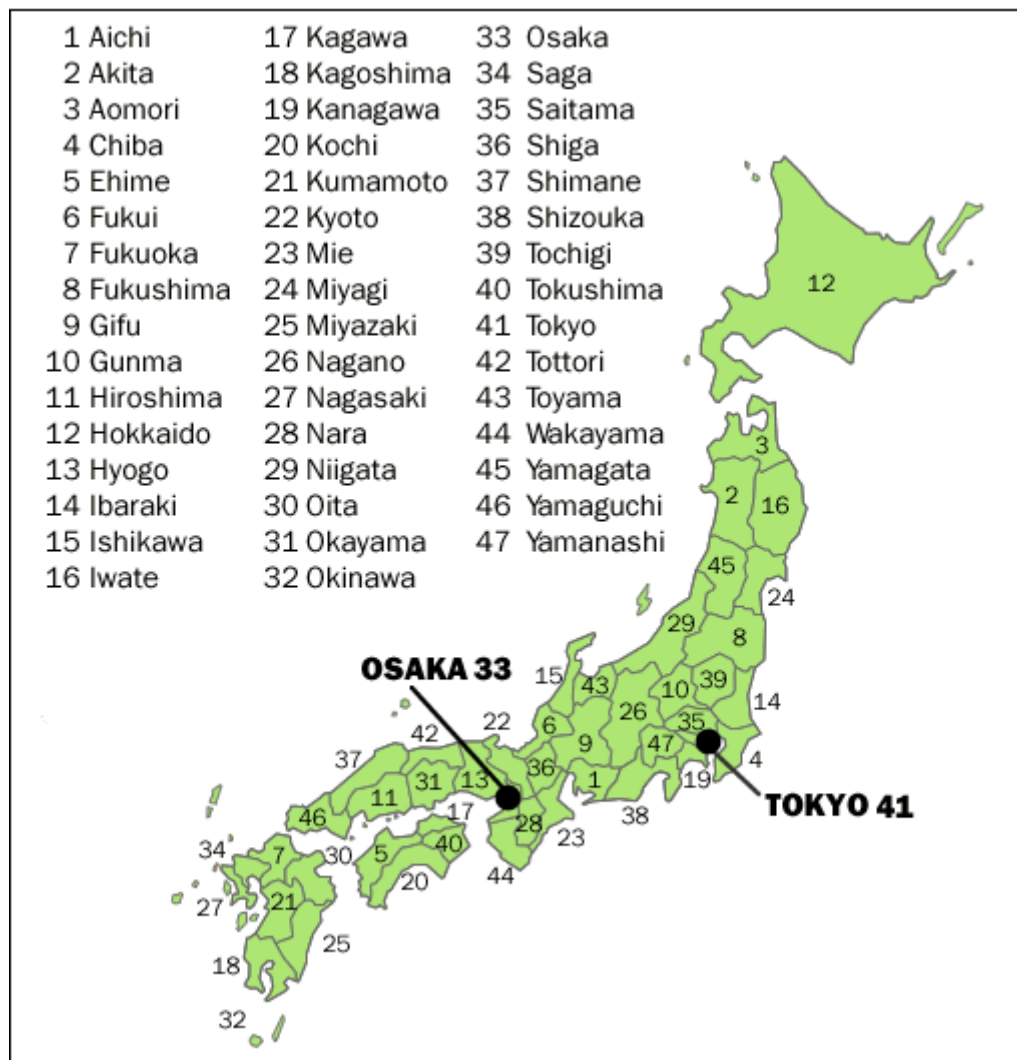 1 Aichi
2 Akita
3 Aomori
4 Chiba
5 Ehime
6 Fukui
7 Fukuoka
8 Fukushima
9 Gifu
10 Gunma
11 Hiroshima
12 Hokkaido
13 Hyogo
14 Ibaraki
15 Ishikawa
16 Iwate
17 Kagawa
18 Kagoshima
19 Kanagawa
20 Kochi
21 Kumamoto
22 Kyoto
23 Mie
24 Miyagi
25 Miyazaki
26 Nagano
27 Nagasaki
28 Nara
29 Niigata
30 Oita
31 Okayama
32 Okinawa
33 Osaka
34 Saga
35 Saitama
36 Shiga
37 Shimane
38 Shizouka
39 Tochigi
40 Tokushima
41 Tokyo
42 Tottori
43 Toyama
44 Wakayama
45 Yamagata
46 Yamaguchi
47 Yamanashi
12
3
2
16
45
24
29
8
OSAKA 33
15
43
10
39
14
26
6
35
42
22
9
47
4
37
36
31
13
1
19
TOKYO 41
11
17
38
46
28
23
5
40
34
7
30
44
20
27
21
25
18
32